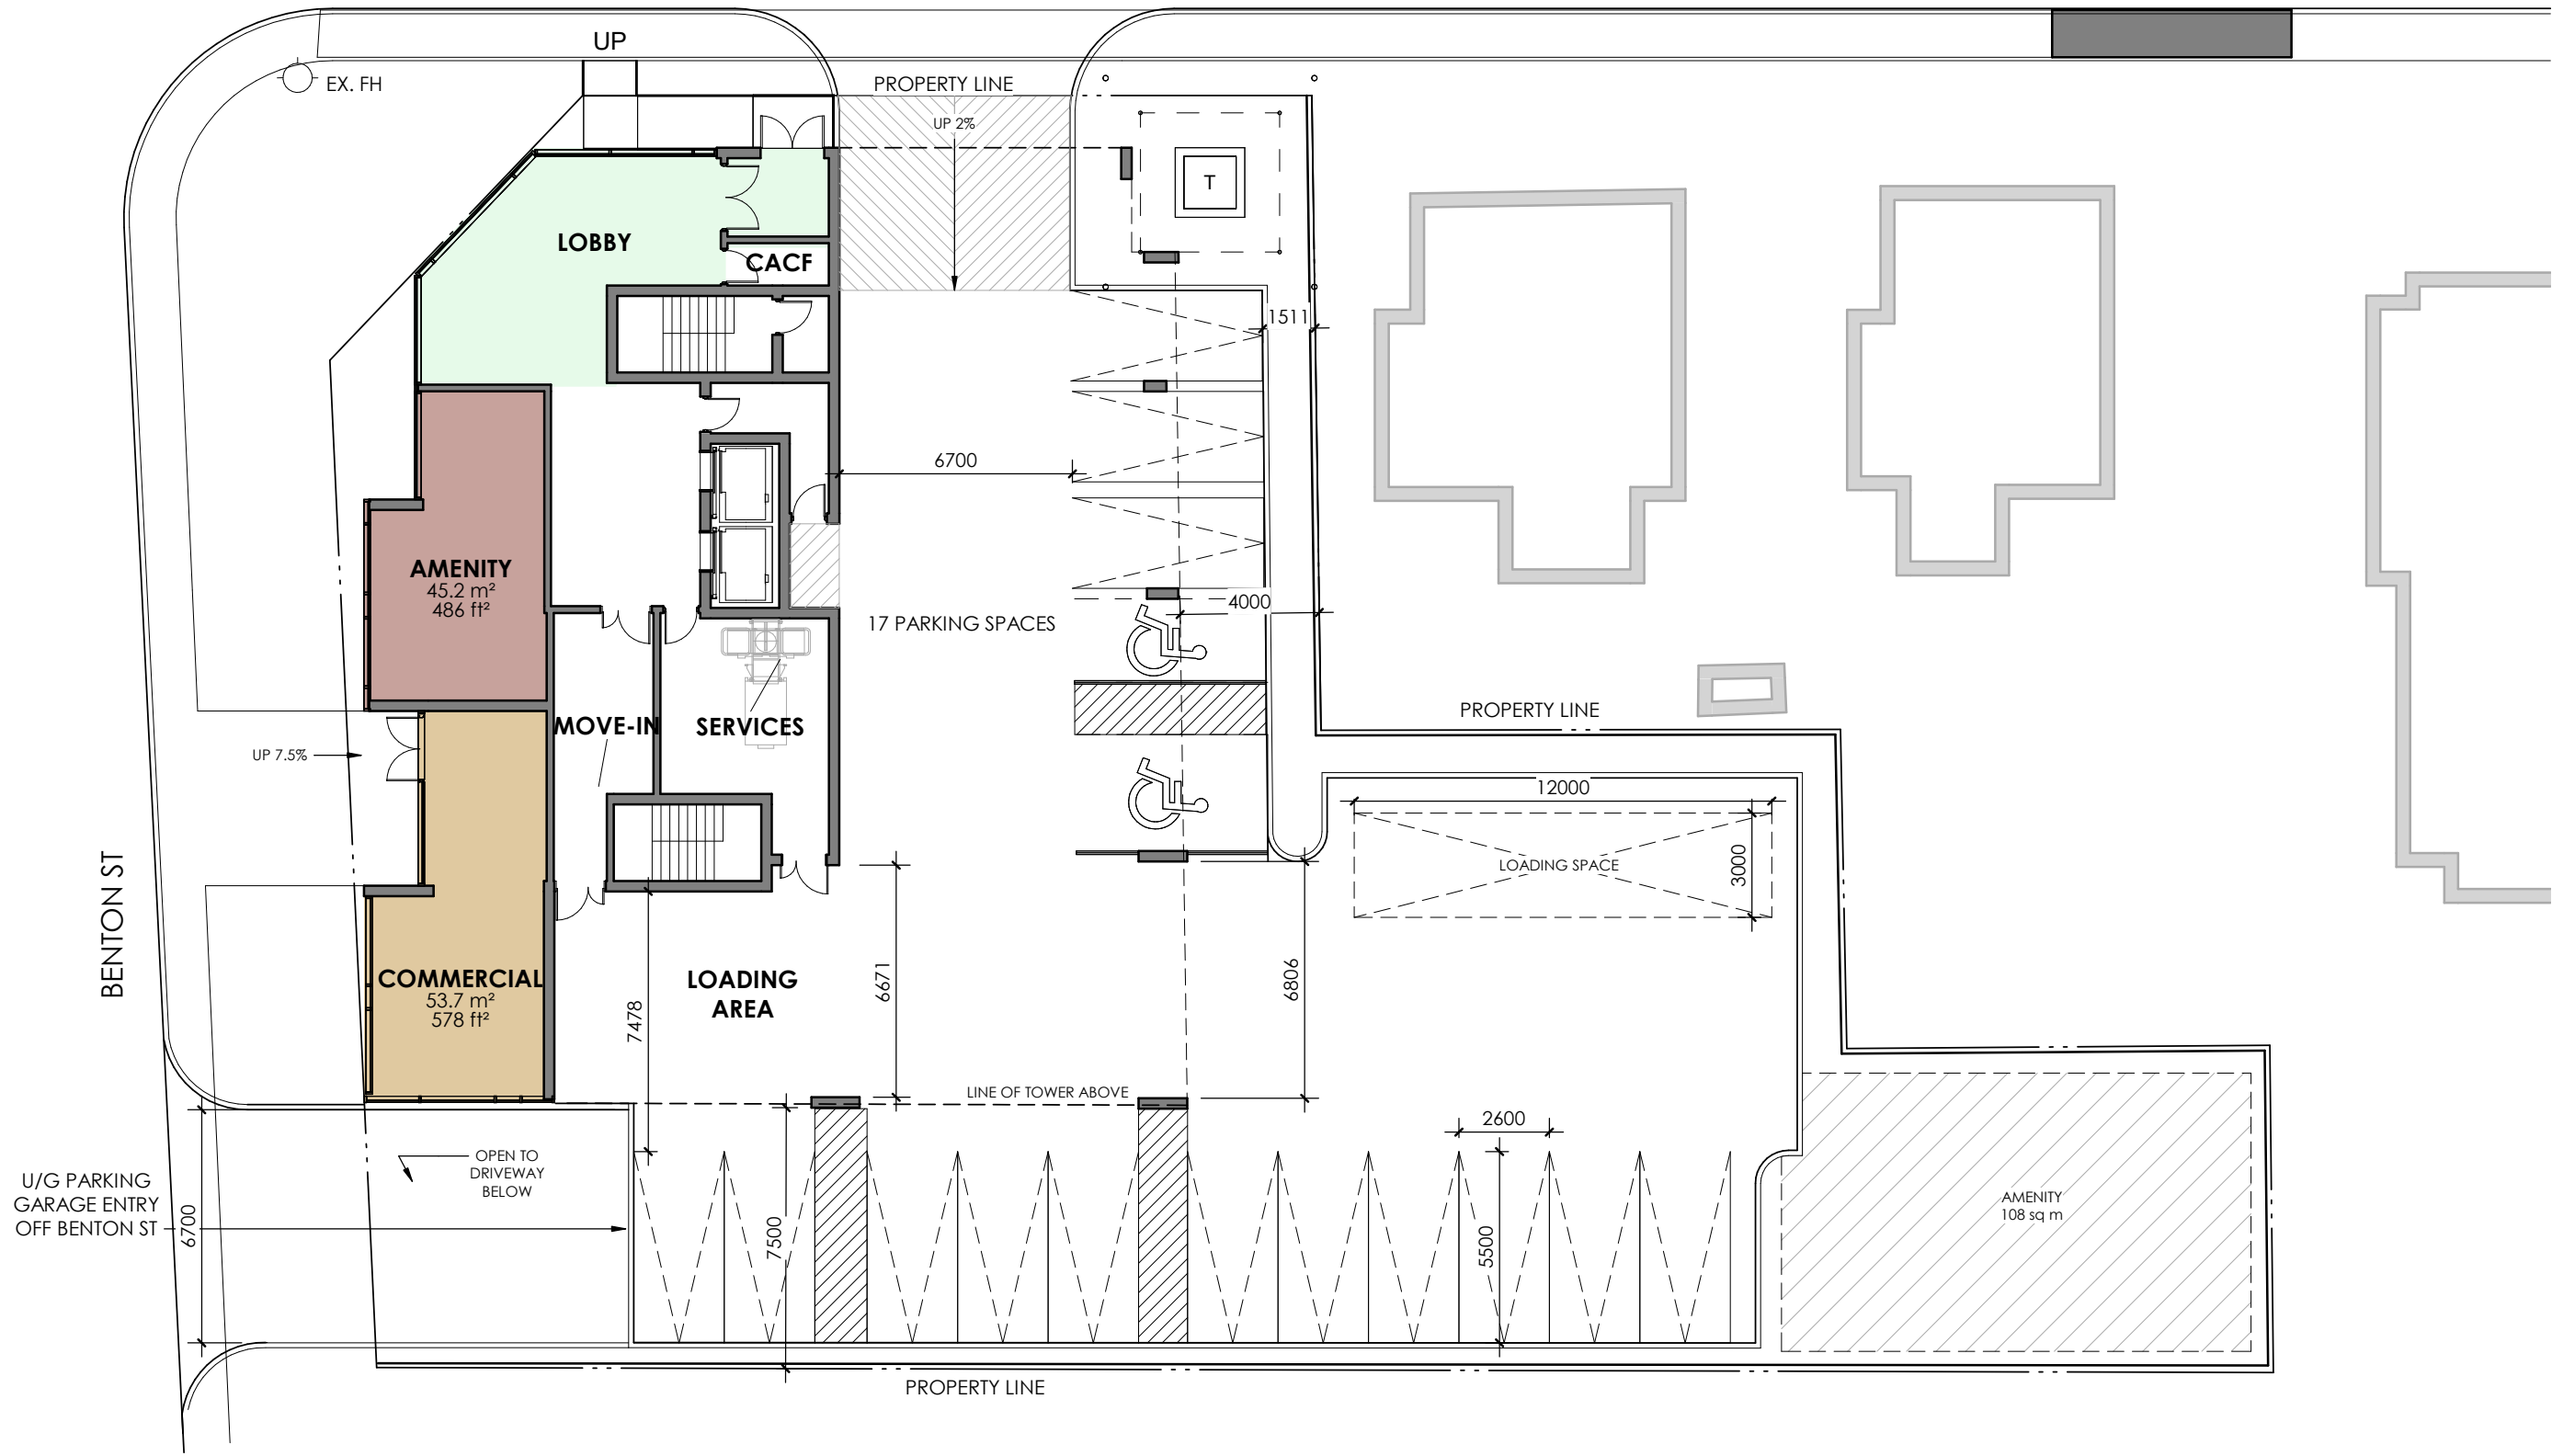 UP
EX. FH
PROPERTY LINE
UP 2%
T
LOBBY
CACF
1511
6700
AMENITY
45.2 m²
486 ft²
4000
17 PARKING SPACES
PROPERTY LINE
MOVE-IN
SERVICES
UP 7.5%
12000
LOADING SPACE
3000
BENTON ST
COMMERCIAL
53.7 m²
578 ft²
LOADING
AREA
7478
6671
6806
LINE OF TOWER ABOVE
2600
OPEN TO
DRIVEWAY
BELOW
U/G PARKING
GARAGE ENTRY
OFF BENTON ST
6700
7500
5500
AMENITY
108 sq m
PROPERTY LINE